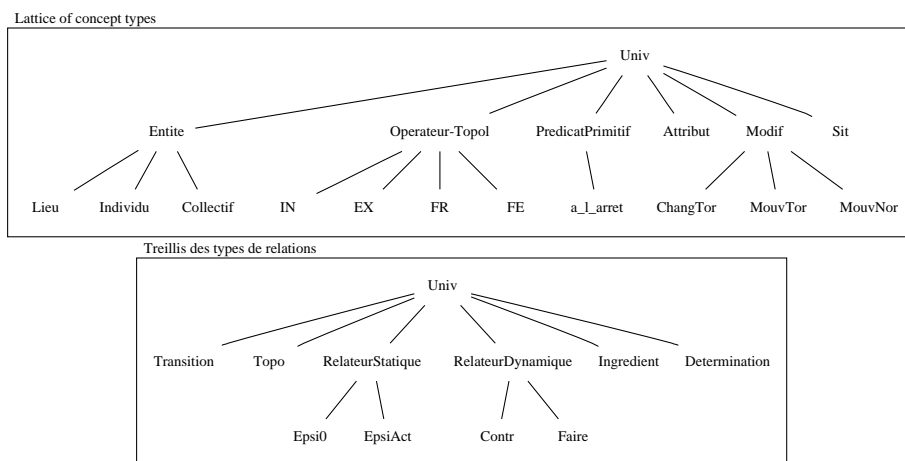 Lattice of concept types
Univ
Entite Operateur-Topol PredicatPrimitif Attribut Modif Sit
Lieu Individu Collectif IN EX FR FE a_l_arret ChangTor MouvTor MouvNor
Treillis des types de relations
Univ
Transition Topo RelateurStatique RelateurDynamique Ingredient Determination
Epsi0 EpsiAct Contr Faire